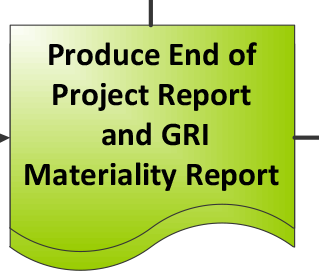 Produce End of
Project Report
and GRI
Materiality Report